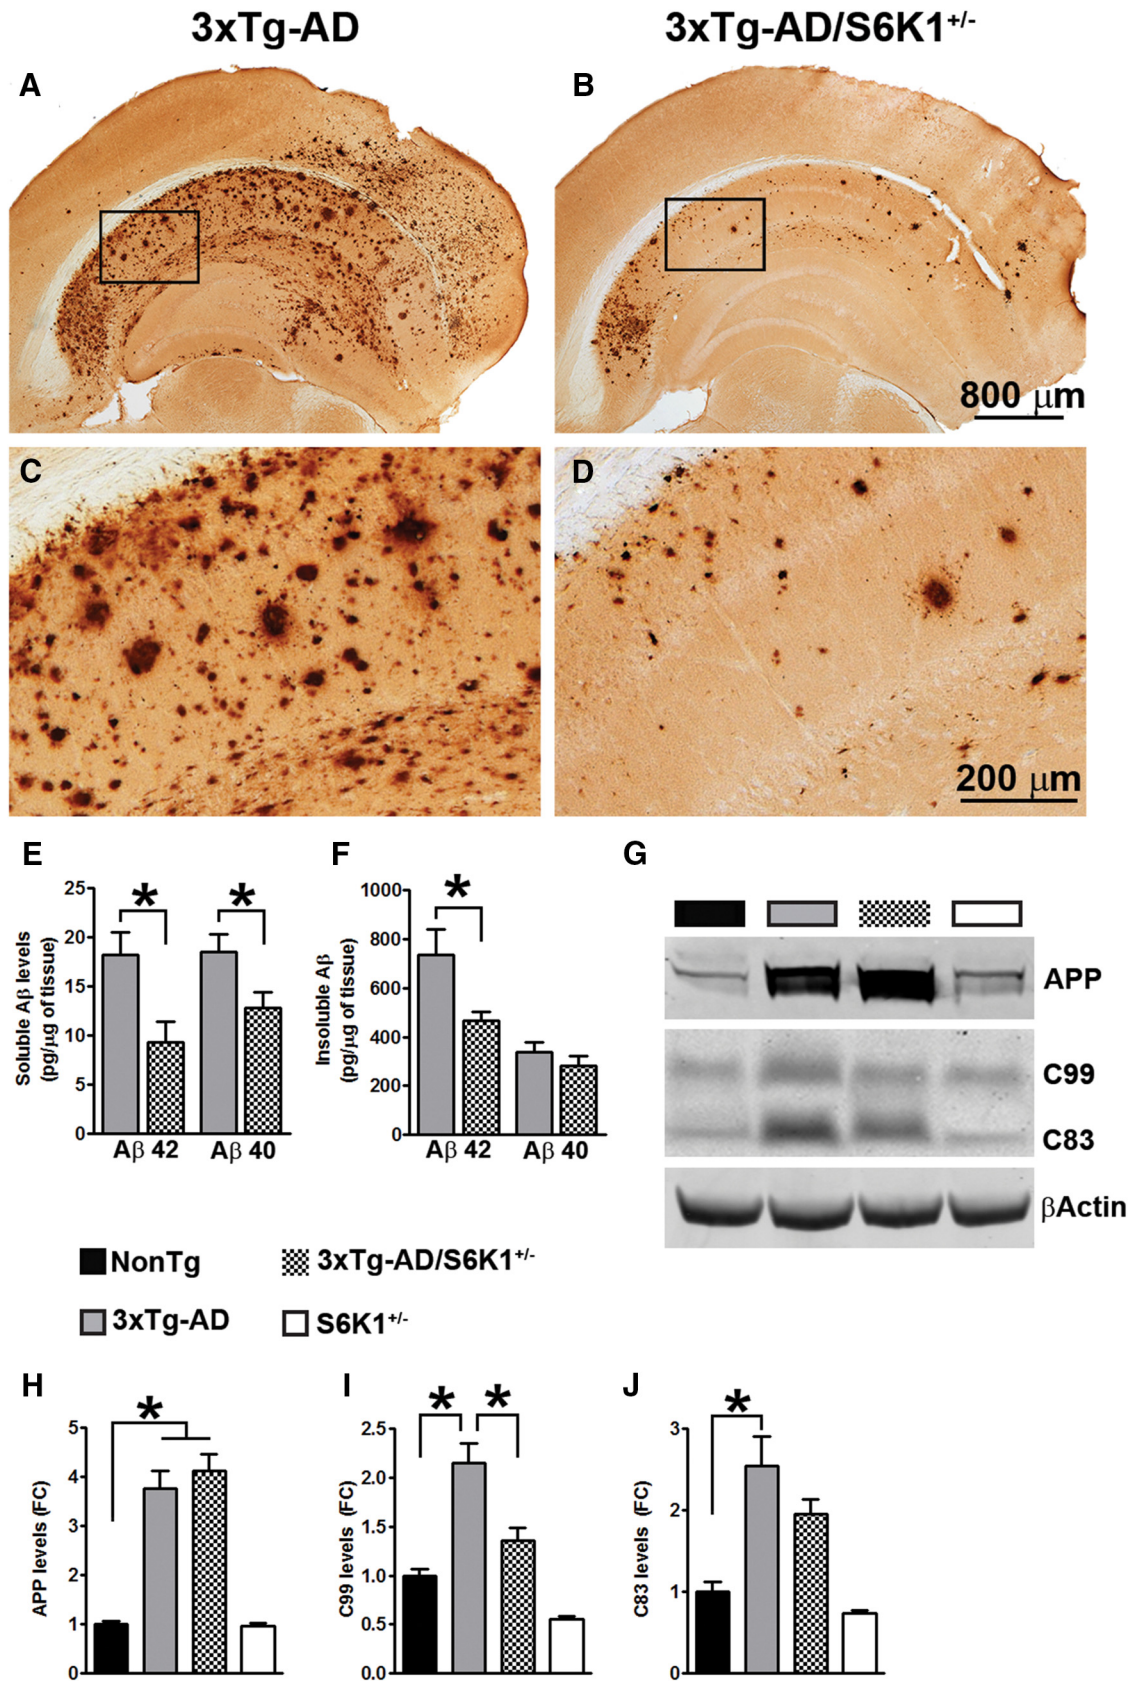 3xTg-AD
3xTg-AD/S6K1+/-
A
B
800 μm
C
D
200 μm
E
Soluble Aβ levels
(pg/μg of tissue)
25
20
15
10
5
0
*
*
Aβ 42
Aβ 40
F
Insoluble Aβ
(pg/μg of tissue)
1000
800
600
400
200
0
*
Aβ 42
Aβ 40
G
APP
C99
C83
βActin
NonTg
3xTg-AD/S6K1+/-
3xTg-AD
S6K1+/-
H
APP levels (FC)
5
4
3
2
1
0
*
I
C99 levels (FC)
2.5
2.0
1.5
1.0
0.5
0.0
*
*
J
C83 levels (FC)
3
2
1
0
*